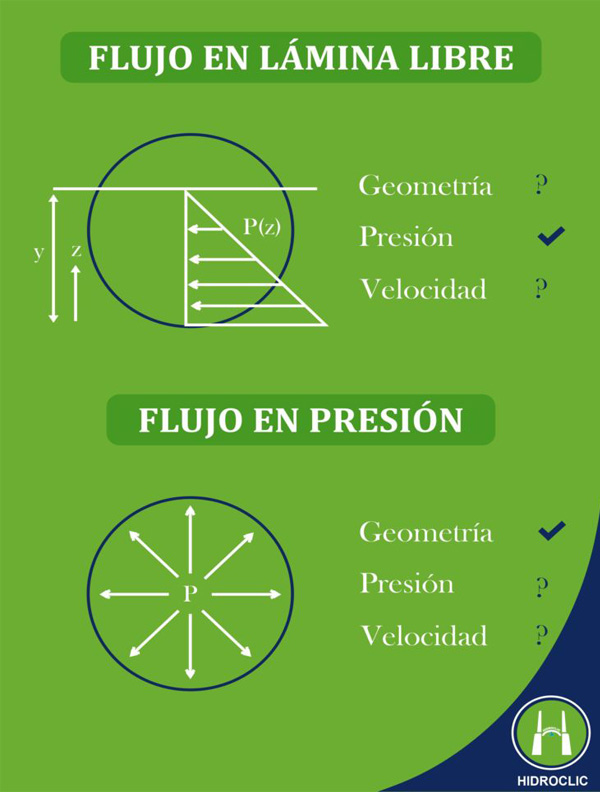 FLUJO EN LÁMINA LIBRE
Geometría ?
P(z)
Presión
y
z
Velocidad ?
FLUJO EN PRESIÓN
Geometría
Presión ?
P
Velocidad ?
HIDROCLIC